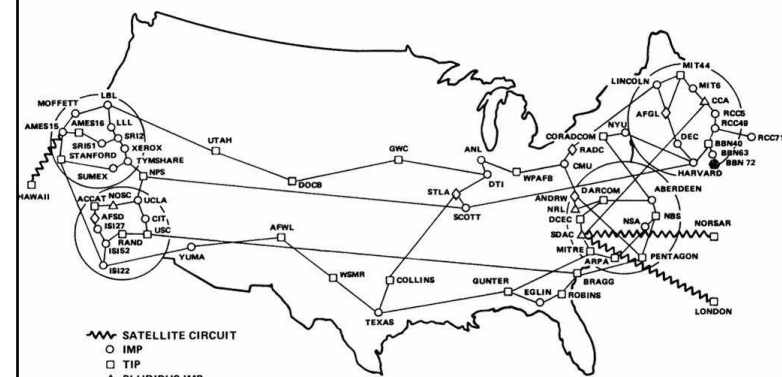 MIT44
LINCOLN
MIT6
CCA
RCC5
RCC49
RCC71
AFGL
DEC
BBN40
BBN63
BBN 72
HARVARD
NYU
CORADCOM
RADC
CMU
MOFFETT
LBL
AMES15
AMES16
LLL
SRI2
SRI51
XEROX
STANFORD
TYMSHARE
SUMEX
NPS
HAWAII
UTAH
GWC
DOCB
ANL
DTI
WPAFB
STLA
SCOTT
ANDRW
DARCOM
ABERDEEN
NRL
DCEC
NSA
NBS
NORSAR
SDAC
MITRE
ARPA
PENTAGON
BRAGG
LONDON
ACCAT
NOSC
UCLA
AFSD
CIT
ISI27
RAND
USC
ISI52
ISI22
YUMA
AFWL
WSMR
COLLINS
TEXAS
GUNTER
EGLIN
ROBINS
SATELLITE CIRCUIT
IMP
TIP
PLURIBUS IMP